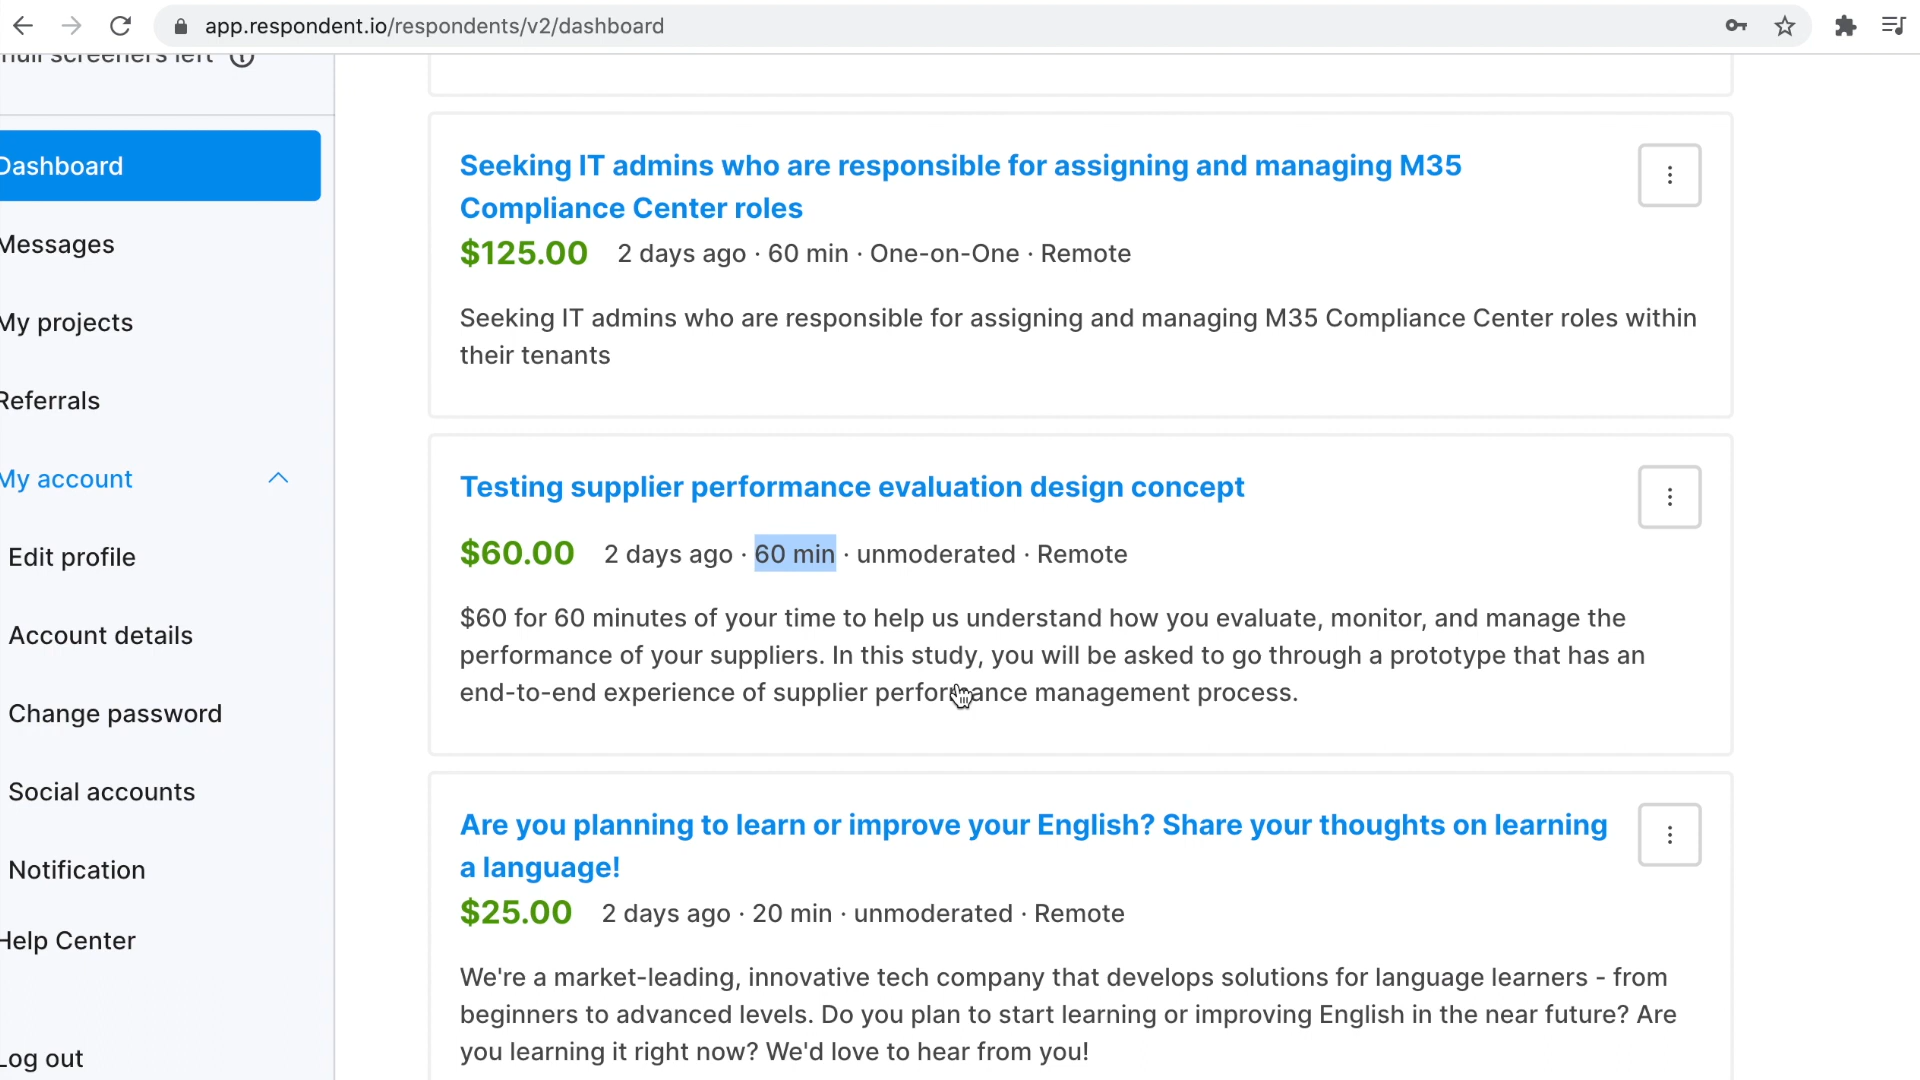 app.respondent.io/respondents/v2/dashboard
screeners left
Dashboard
Messages
My projects
Referrals
My account
Edit profile
Account details
Change password
Social accounts
Notification
Help Center
Log out
Seeking IT admins who are responsible for assigning and managing M35
Compliance Center roles
$125.00 2 days ago · 60 min · One-on-One · Remote
Seeking IT admins who are responsible for assigning and managing M35 Compliance Center roles within
their tenants
Testing supplier performance evaluation design concept
$60.00 2 days ago · 60 min · unmoderated · Remote
$60 for 60 minutes of your time to help us understand how you evaluate, monitor, and manage the
performance of your suppliers. In this study, you will be asked to go through a prototype that has an
end-to-end experience of supplier performance management process.
Are you planning to learn or improve your English? Share your thoughts on learning
a language!
$25.00 2 days ago · 20 min · unmoderated · Remote
We're a market-leading, innovative tech company that develops solutions for language learners - from
beginners to advanced levels. Do you plan to start learning or improving English in the near future? Are
you learning it right now? We'd love to hear from you!